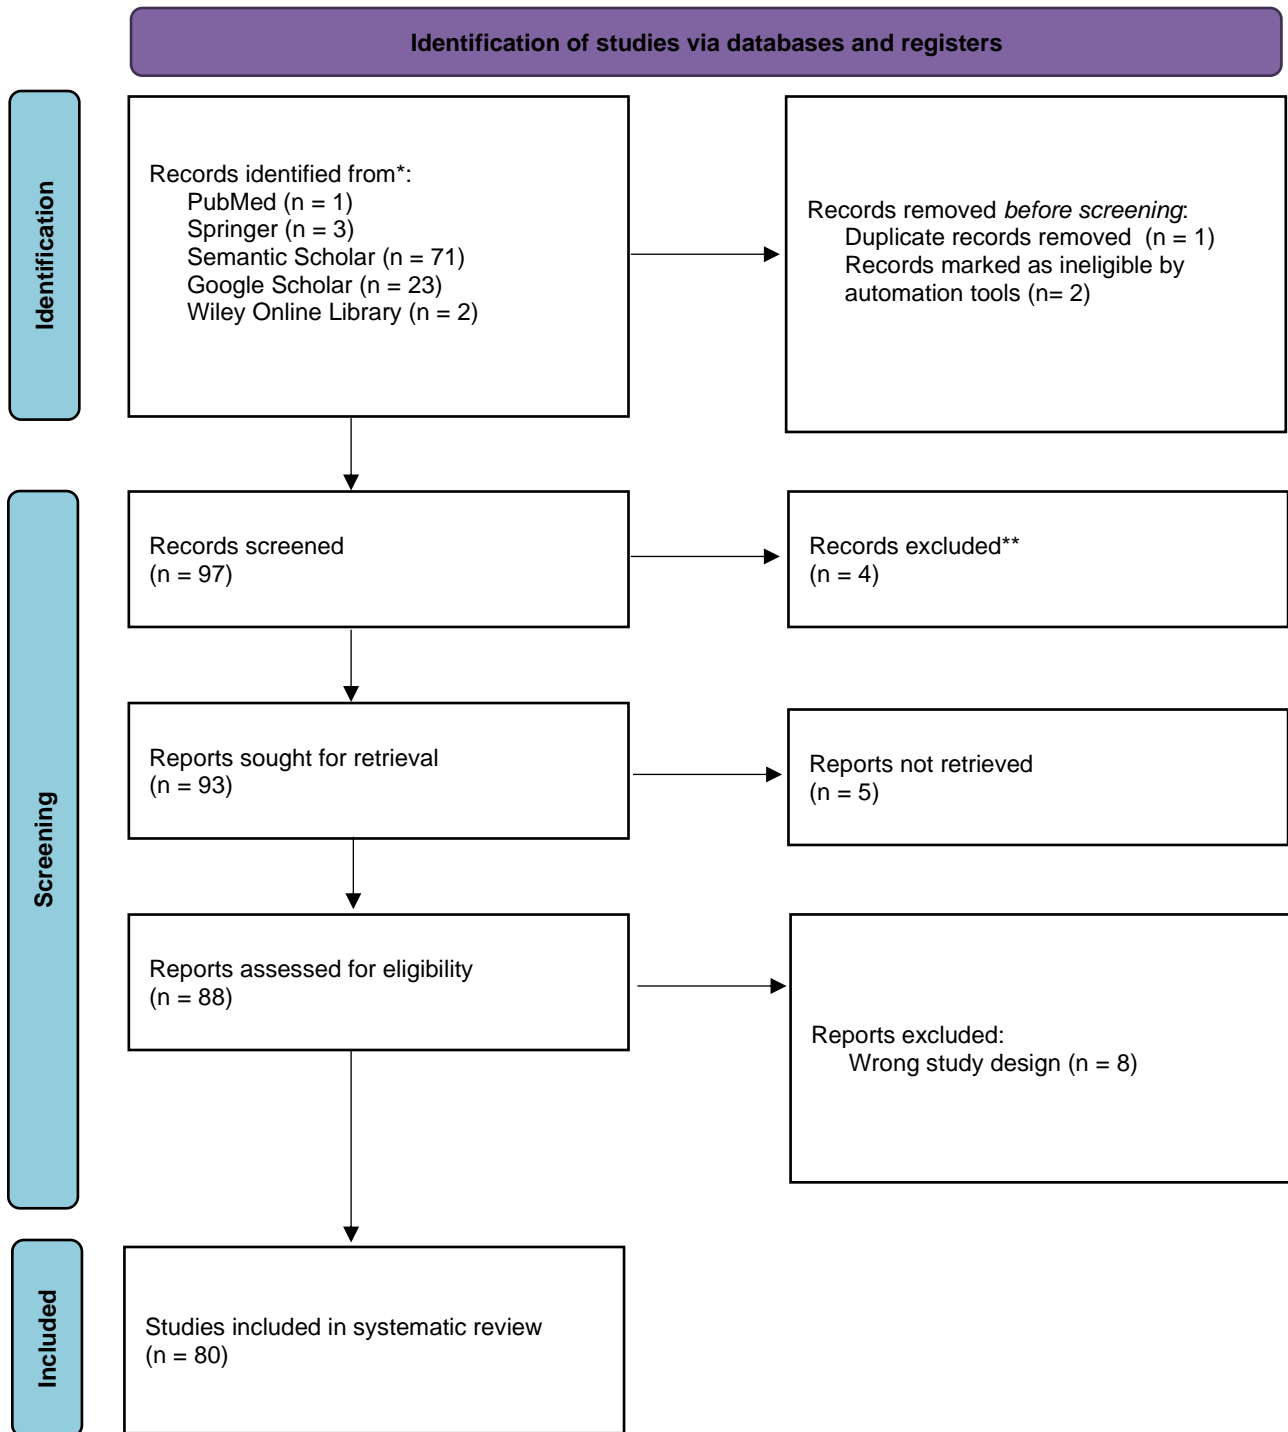 Identification of studies via databases and registers
Identification
Records identified from*:
PubMed (n = 1)
Springer (n = 3)
Semantic Scholar (n = 71)
Google Scholar (n = 23)
Wiley Online Library (n = 2)
Records removed before screening:
Duplicate records removed (n = 1)
Records marked as ineligible by
automation tools (n= 2)
Screening
Records screened
(n = 97)
Records excluded**
(n = 4)
Reports sought for retrieval
(n = 93)
Reports not retrieved
(n = 5)
Reports assessed for eligibility
(n = 88)
Reports excluded:
Wrong study design (n = 8)
Included
Studies included in systematic review
(n = 80)